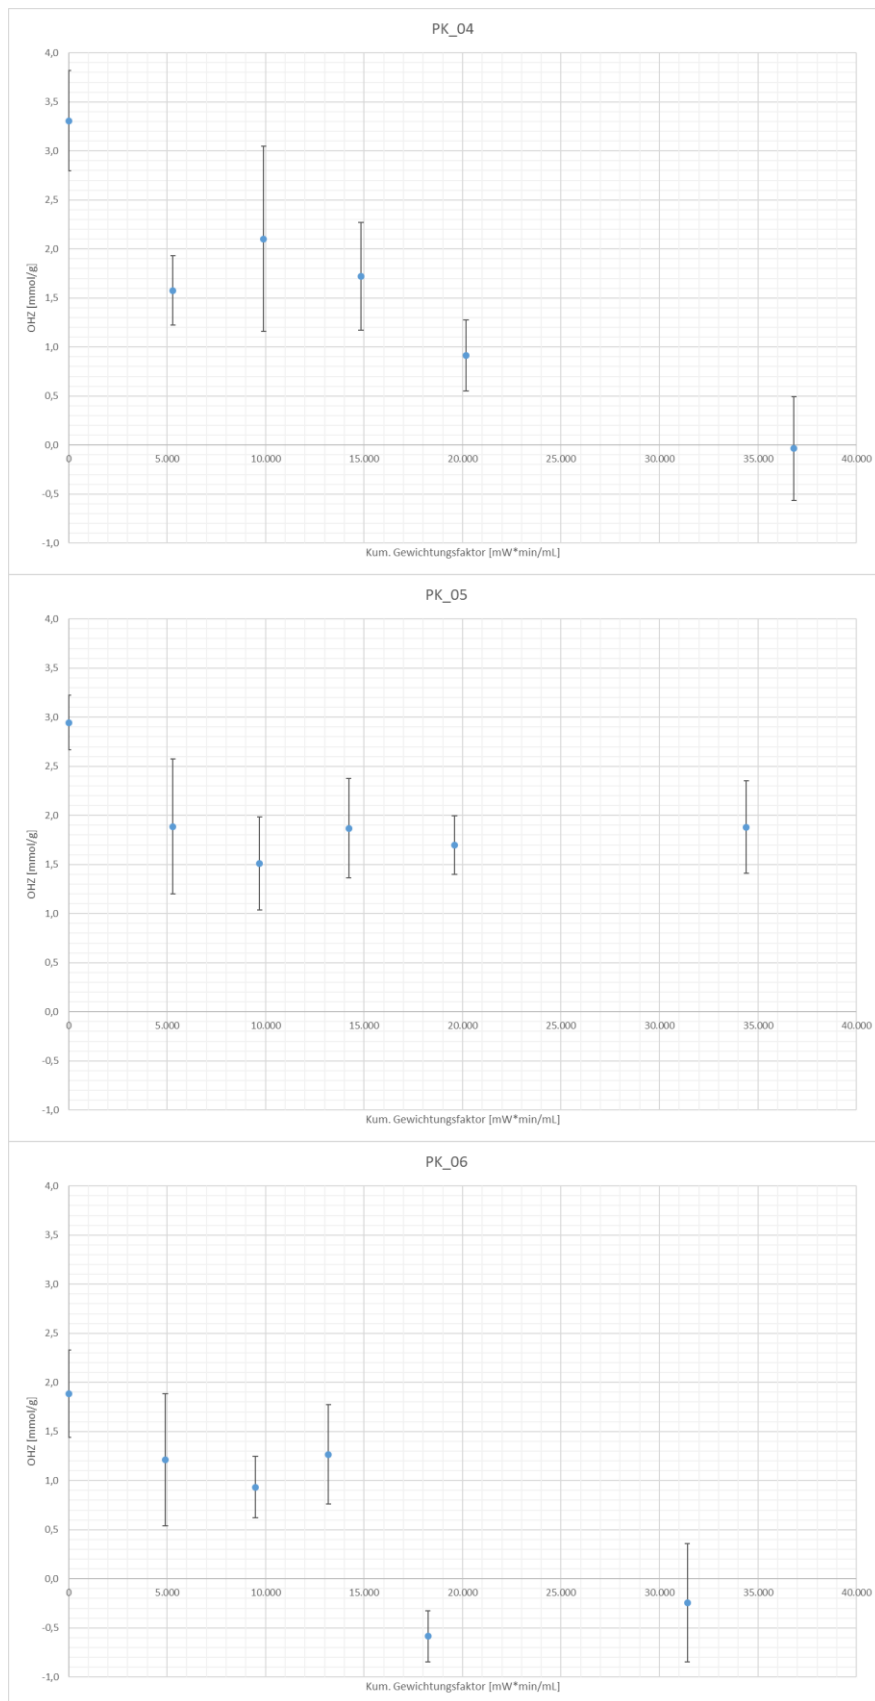 PK_04
4,0
3,5
3,0
2,5
2,0
1,5
1,0
0,5
0,0
-0,5
-1,0
OHZ [mmol/g]
0 5.000 10.000 15.000 20.000 25.000 30.000 35.000 40.000
Kum. Gewichtungsfaktor [mW*min/mL]
PK_05
4,0
3,5
3,0
2,5
2,0
1,5
1,0
0,5
0,0
-0,5
-1,0
OHZ [mmol/g]
0 5.000 10.000 15.000 20.000 25.000 30.000 35.000 40.000
Kum. Gewichtungsfaktor [mW*min/mL]
PK_06
4,0
3,5
3,0
2,5
2,0
1,5
1,0
0,5
0,0
-0,5
-1,0
OHZ [mmol/g]
0 5.000 10.000 15.000 20.000 25.000 30.000 35.000 40.000
Kum. Gewichtungsfaktor [mW*min/mL]